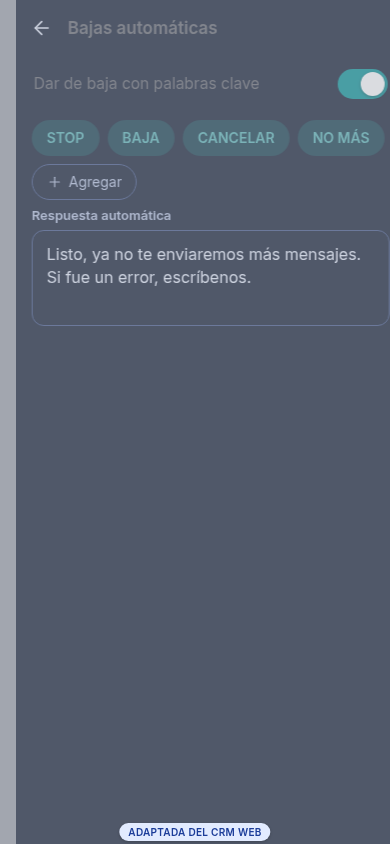 Bajas automáticas
Dar de baja con palabras clave
STOP BAJA CANCELAR NO MÁS
+ Agregar
Respuesta automática
Listo, ya no te enviaremos más mensajes.
Si fue un error, escríbenos.
ADAPTADA DEL CRM WEB